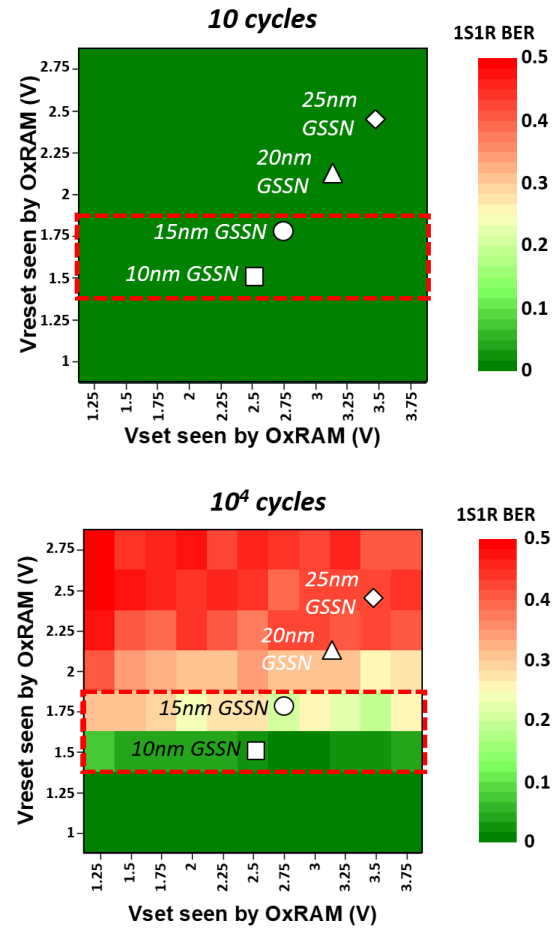 10 cycles
1S1R BER
Vreset seen by OxRAM (V)
2.75
2.5
2.25
2
1.75
1.5
1.25
1
25nm
GSSN
20nm
GSSN
15nm GSSN
10nm GSSN
0.5
0.4
0.3
0.2
0.1
0
1.25
1.5
1.75
2
2.25
2.5
2.75
3
3.25
3.5
3.75
Vset seen by OxRAM (V)
10⁴ cycles
1S1R BER
Vreset seen by OxRAM (V)
2.75
2.5
2.25
2
1.75
1.5
1.25
1
25nm
GSSN
20nm
GSSN
15nm GSSN
10nm GSSN
0.5
0.4
0.3
0.2
0.1
0
1.25
1.5
1.75
2
2.25
2.5
2.75
3
3.25
3.5
3.75
Vset seen by OxRAM (V)